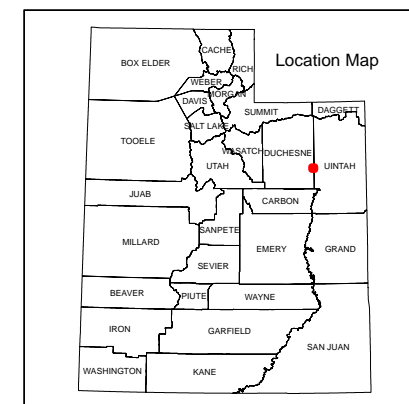 Location Map
CACHE
BOX ELDER
RICH
WEBER
MORGAN
DAVIS
SUMMIT
DAGGETT
SALT LAKE
TOOELE
WASATCH
DUCHESNE
UTAH
UINTAH
JUAB
CARBON
SANPETE
MILLARD
EMERY
GRAND
SEVIER
BEAVER
PIUTE
WAYNE
IRON
GARFIELD
SAN JUAN
WASHINGTON
KANE